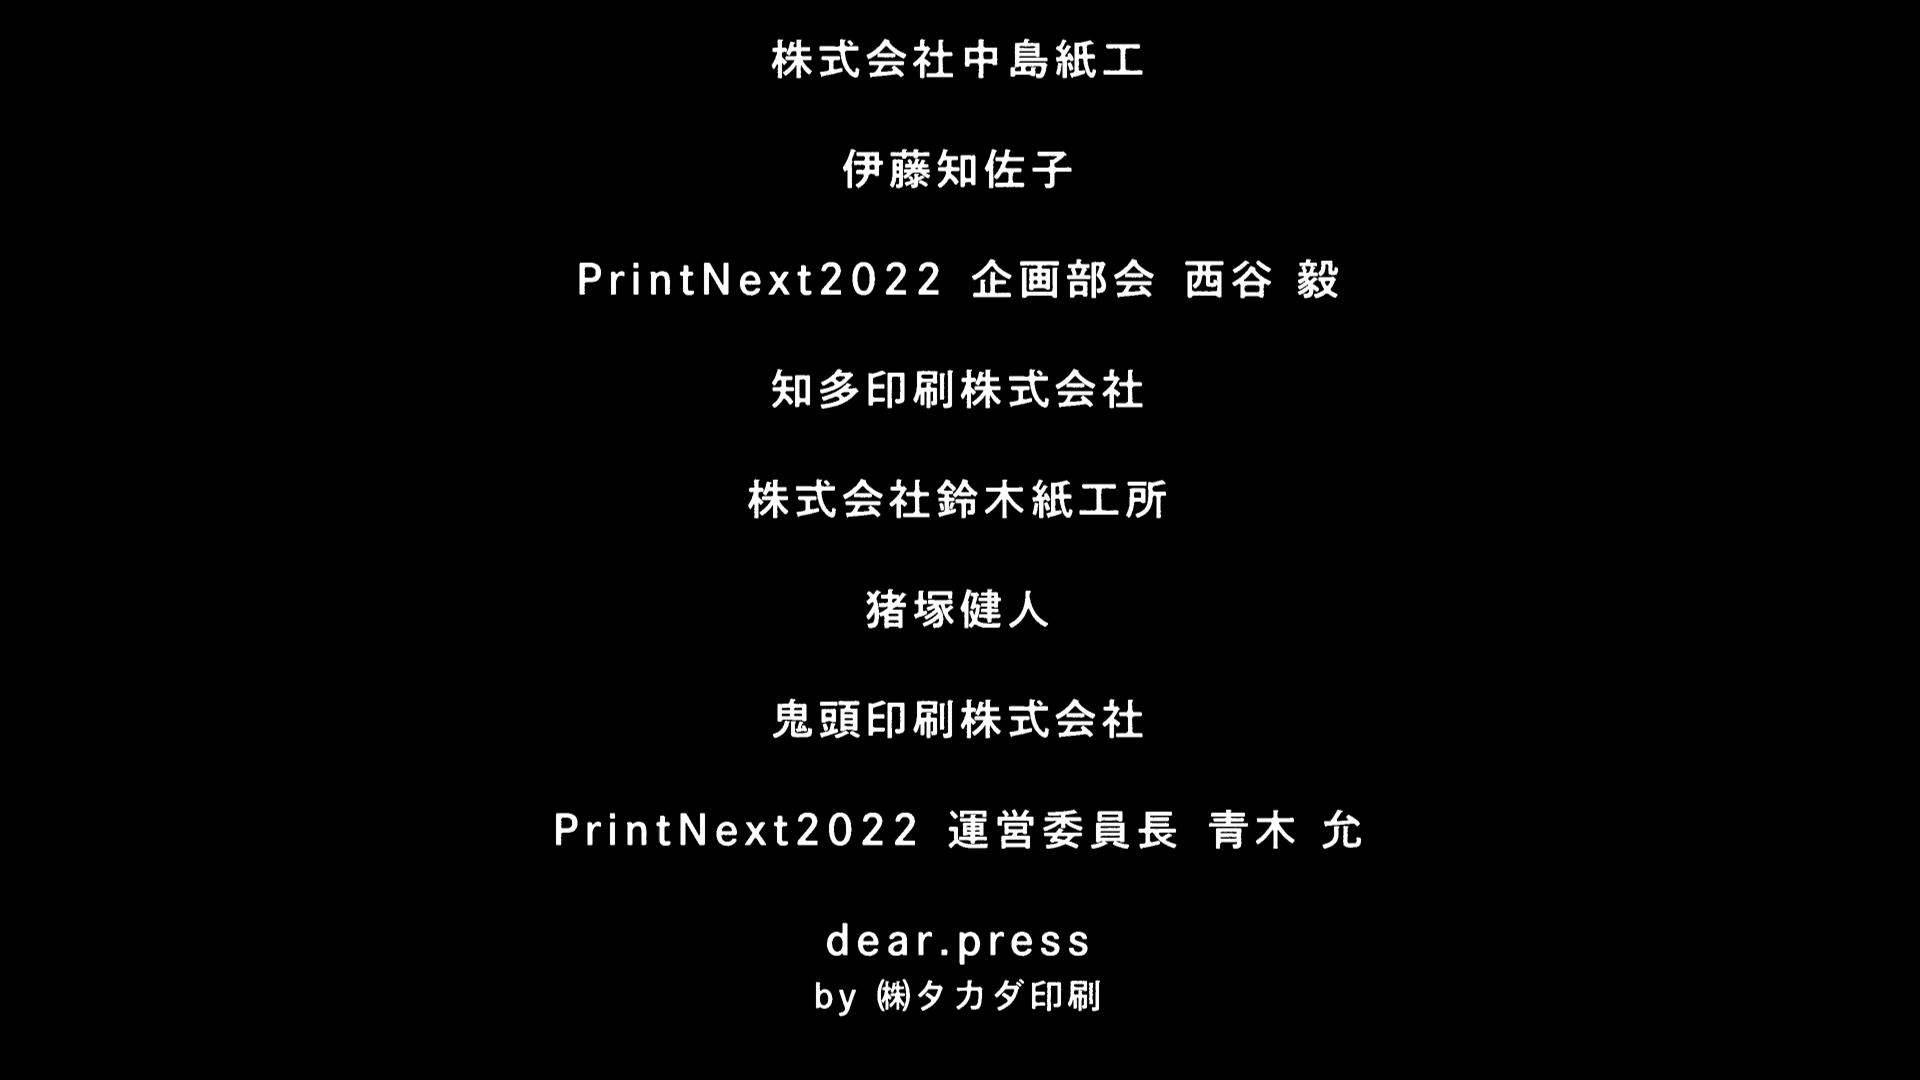 株式会社中島紙工
伊藤知佐子
PrintNext2022 企画部会 西谷 毅
知多印刷株式会社
株式会社鈴木紙工所
猪塚健人
鬼頭印刷株式会社
PrintNext2022 運営委員長 青木 允
dear.press
by ㈱タカダ印刷